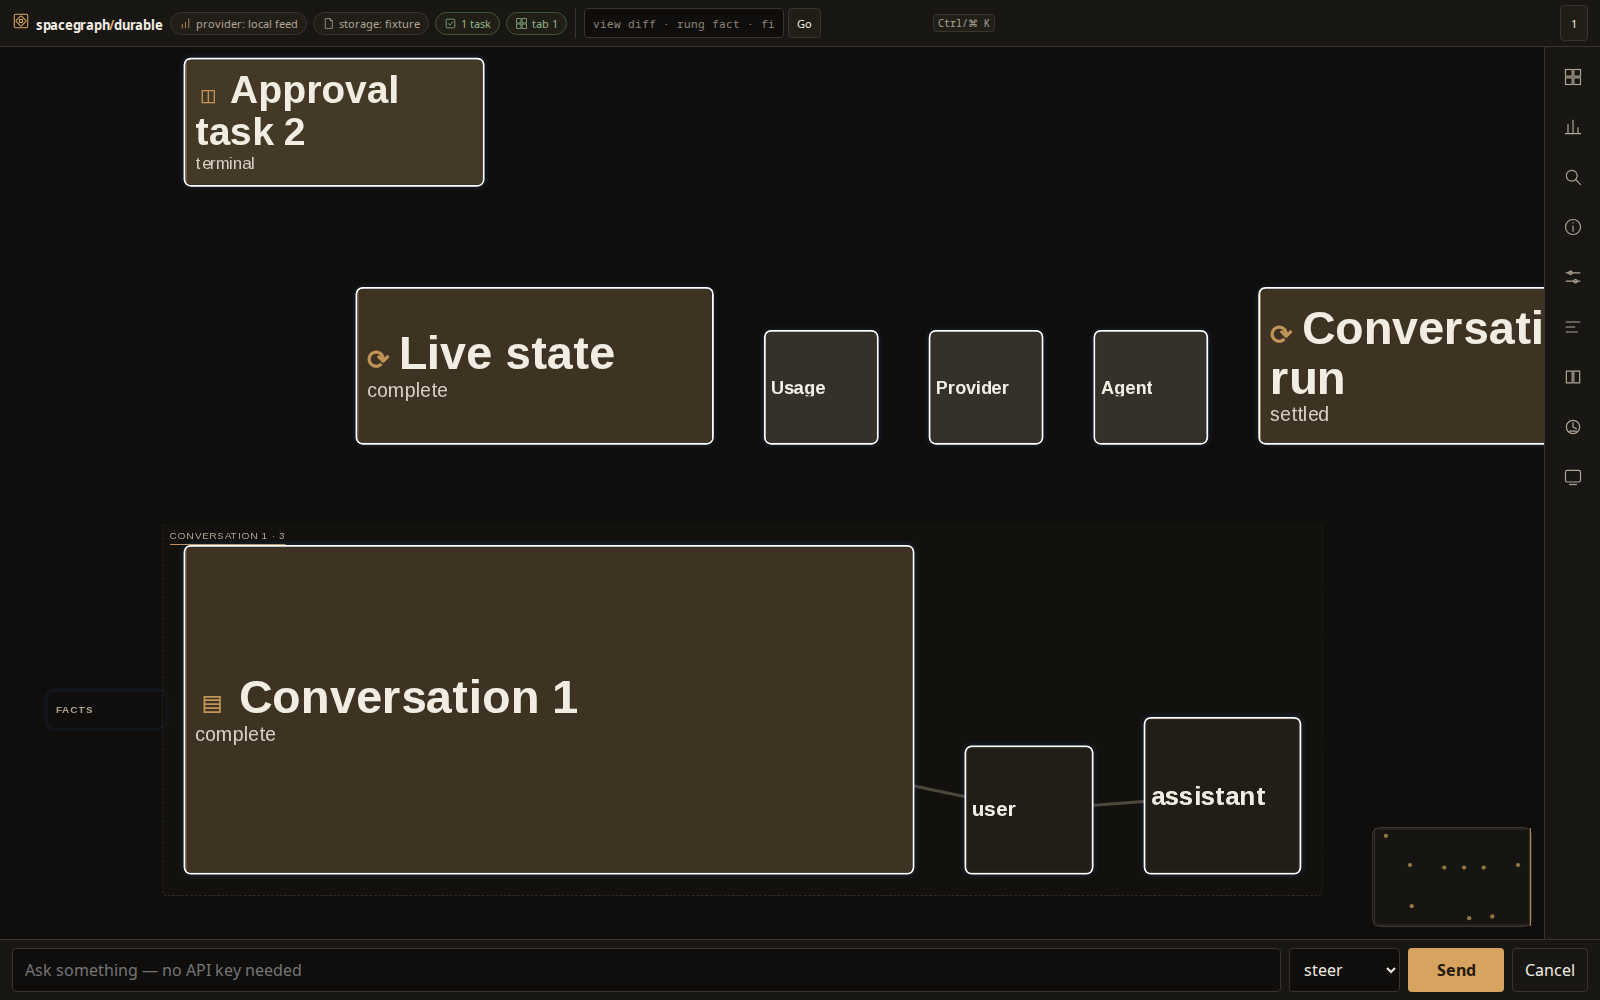 spacegraph/durable
provider: local feed
storage: fixture
1 task
tab 1
view diff · rung fact · fi
Go
Ctrl/⌘ K
1
Approval
task 2
terminal
Live state
complete
Usage
Provider
Agent
Conversati
run
settled
CONVERSATION 1 · 3
Conversation 1
complete
user
assistant
FACTS
Ask something — no API key needed
steer
Send
Cancel